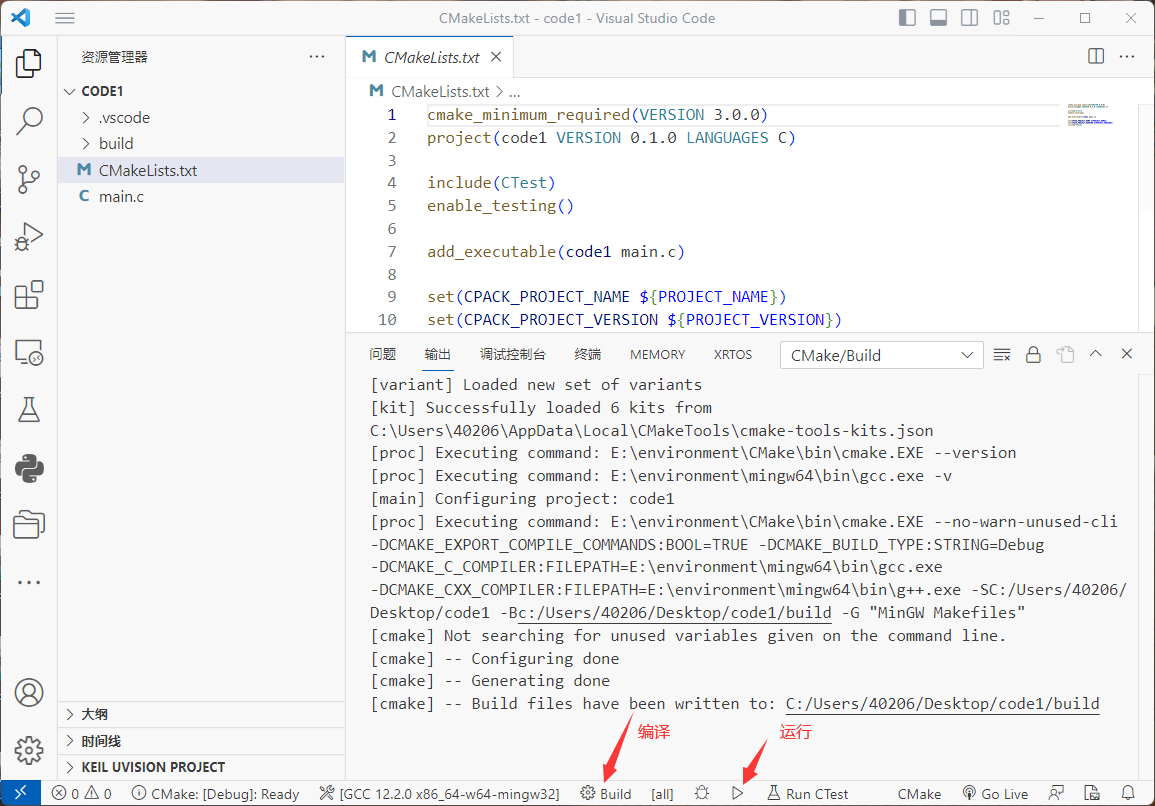 CMakeLists.txt - code1 - Visual Studio Code
资源管理器
CODE1
.vscode
build
M CMakeLists.txt
C main.c
大纲
时间线
KEIL UVISION PROJECT
M CMakeLists.txt
M CMakeLists.txt > ...
1 cmake_minimum_required(VERSION 3.0.0)
2 project(code1 VERSION 0.1.0 LANGUAGES C)
3
4 include(CTest)
5 enable_testing()
6
7 add_executable(code1 main.c)
8
9 set(CPACK_PROJECT_NAME ${PROJECT_NAME})
10 set(CPACK_PROJECT_VERSION ${PROJECT_VERSION})
问题 输出 调试控制台 终端 MEMORY XRTOS CMake/Build
[variant] Loaded new set of variants
[kit] Successfully loaded 6 kits from
C:\Users\40206\AppData\Local\CMakeTools\cmake-tools-kits.json
[proc] Executing command: E:\environment\CMake\bin\cmake.EXE --version
[proc] Executing command: E:\environment\mingw64\bin\gcc.exe -v
[main] Configuring project: code1
[proc] Executing command: E:\environment\CMake\bin\cmake.EXE --no-warn-unused-cli
-DCMAKE_EXPORT_COMPILE_COMMANDS:BOOL=TRUE -DCMAKE_BUILD_TYPE:STRING=Debug
-DCMAKE_C_COMPILER:FILEPATH=E:\environment\mingw64\bin\gcc.exe
-DCMAKE_CXX_COMPILER:FILEPATH=E:\environment\mingw64\bin\g++.exe -SC:/Users/40206/
Desktop/code1 -Bc:/Users/40206/Desktop/code1/build -G "MinGW Makefiles"
[cmake] Not searching for unused variables given on the command line.
[cmake] -- Configuring done
[cmake] -- Generating done
[cmake] -- Build files have been written to: C:/Users/40206/Desktop/code1/build
编译 运行
0 0 CMake: [Debug]: Ready [GCC 12.2.0 x86_64-w64-mingw32] Build [all] Run CTest CMake Go Live